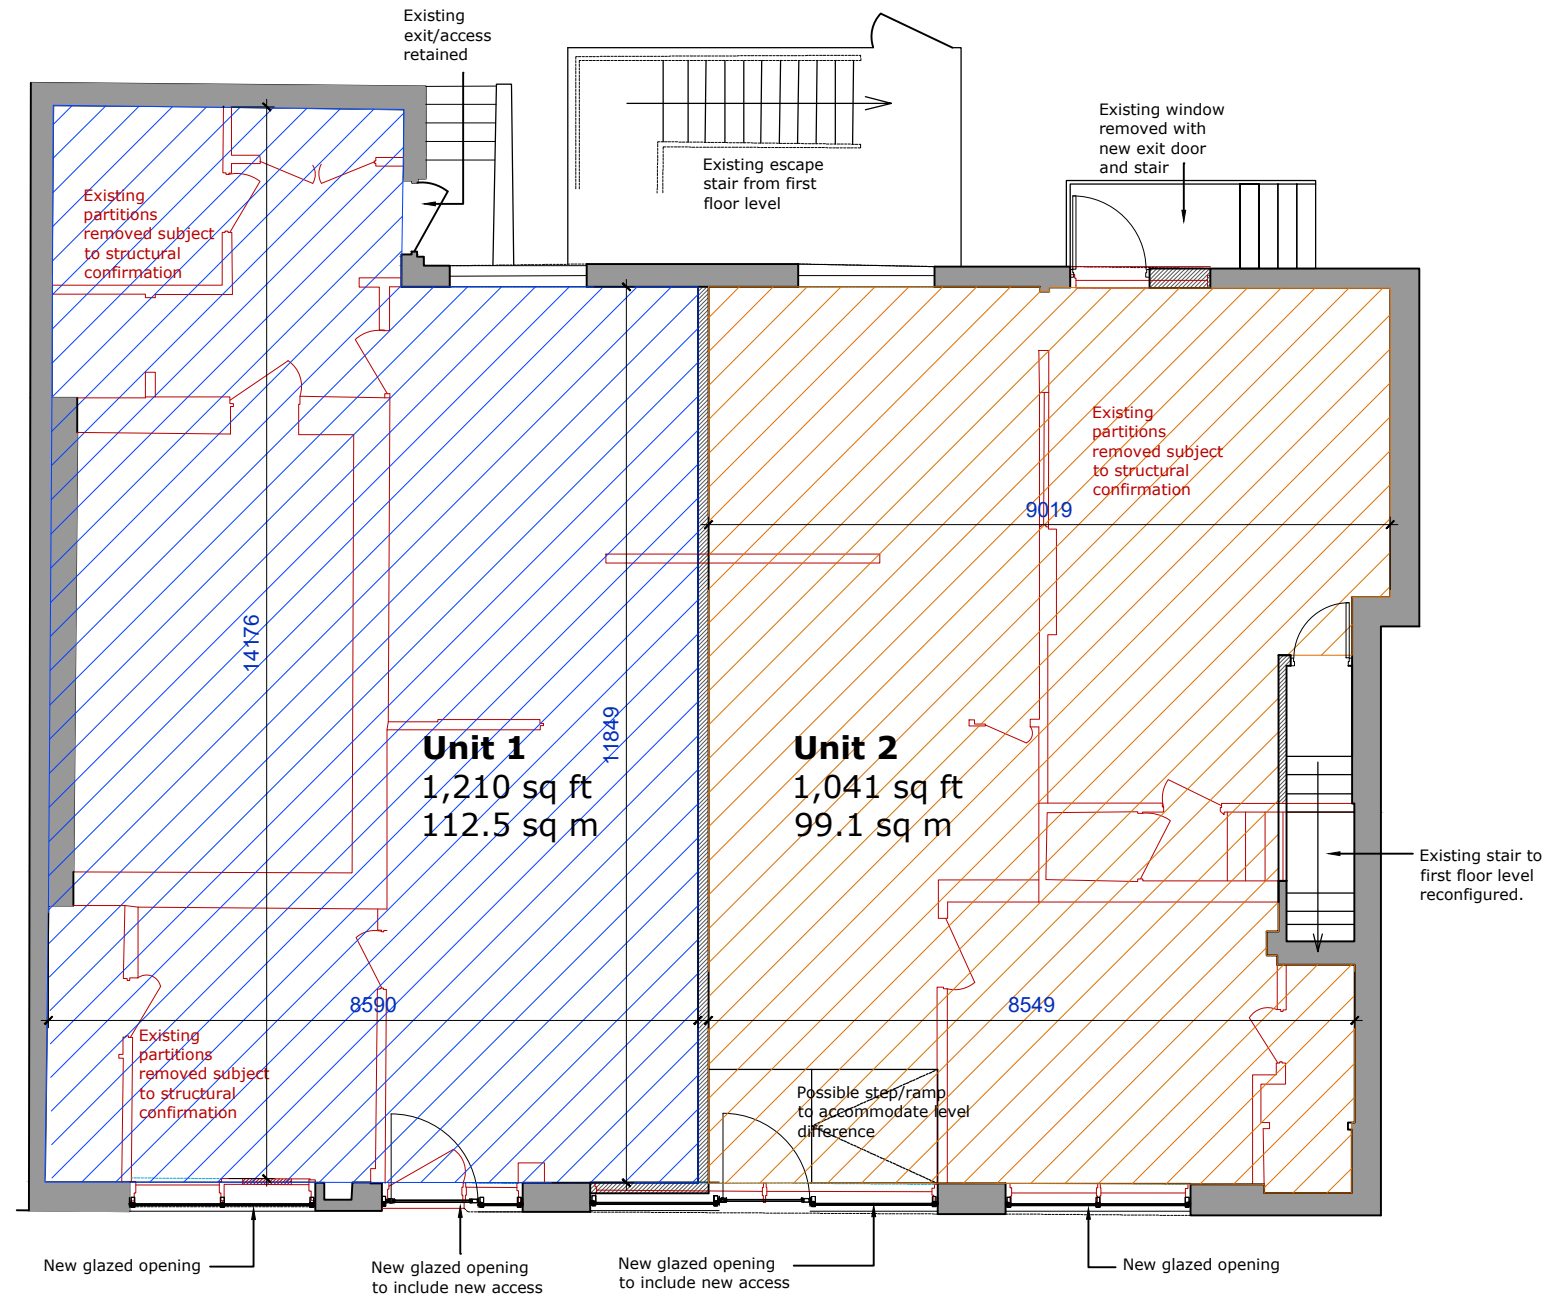 Existing
exit/access
retained
Existing window
removed with
new exit door
and stair
Existing escape
stair from first
floor level
Existing
partitions
removed subject
to structural
confirmation
Existing
partitions
removed subject
to structural
confirmation
9019
14176
11849
Unit 1
1,210 sq ft
112.5 sq m
Unit 2
1,041 sq ft
99.1 sq m
Existing stair to
first floor level
reconfigured.
8590
8549
Existing
partitions
removed subject
to structural
confirmation
Possible step/ramp
to accommodate level
difference
New glazed opening
New glazed opening
to include new access
New glazed opening
to include new access
New glazed opening